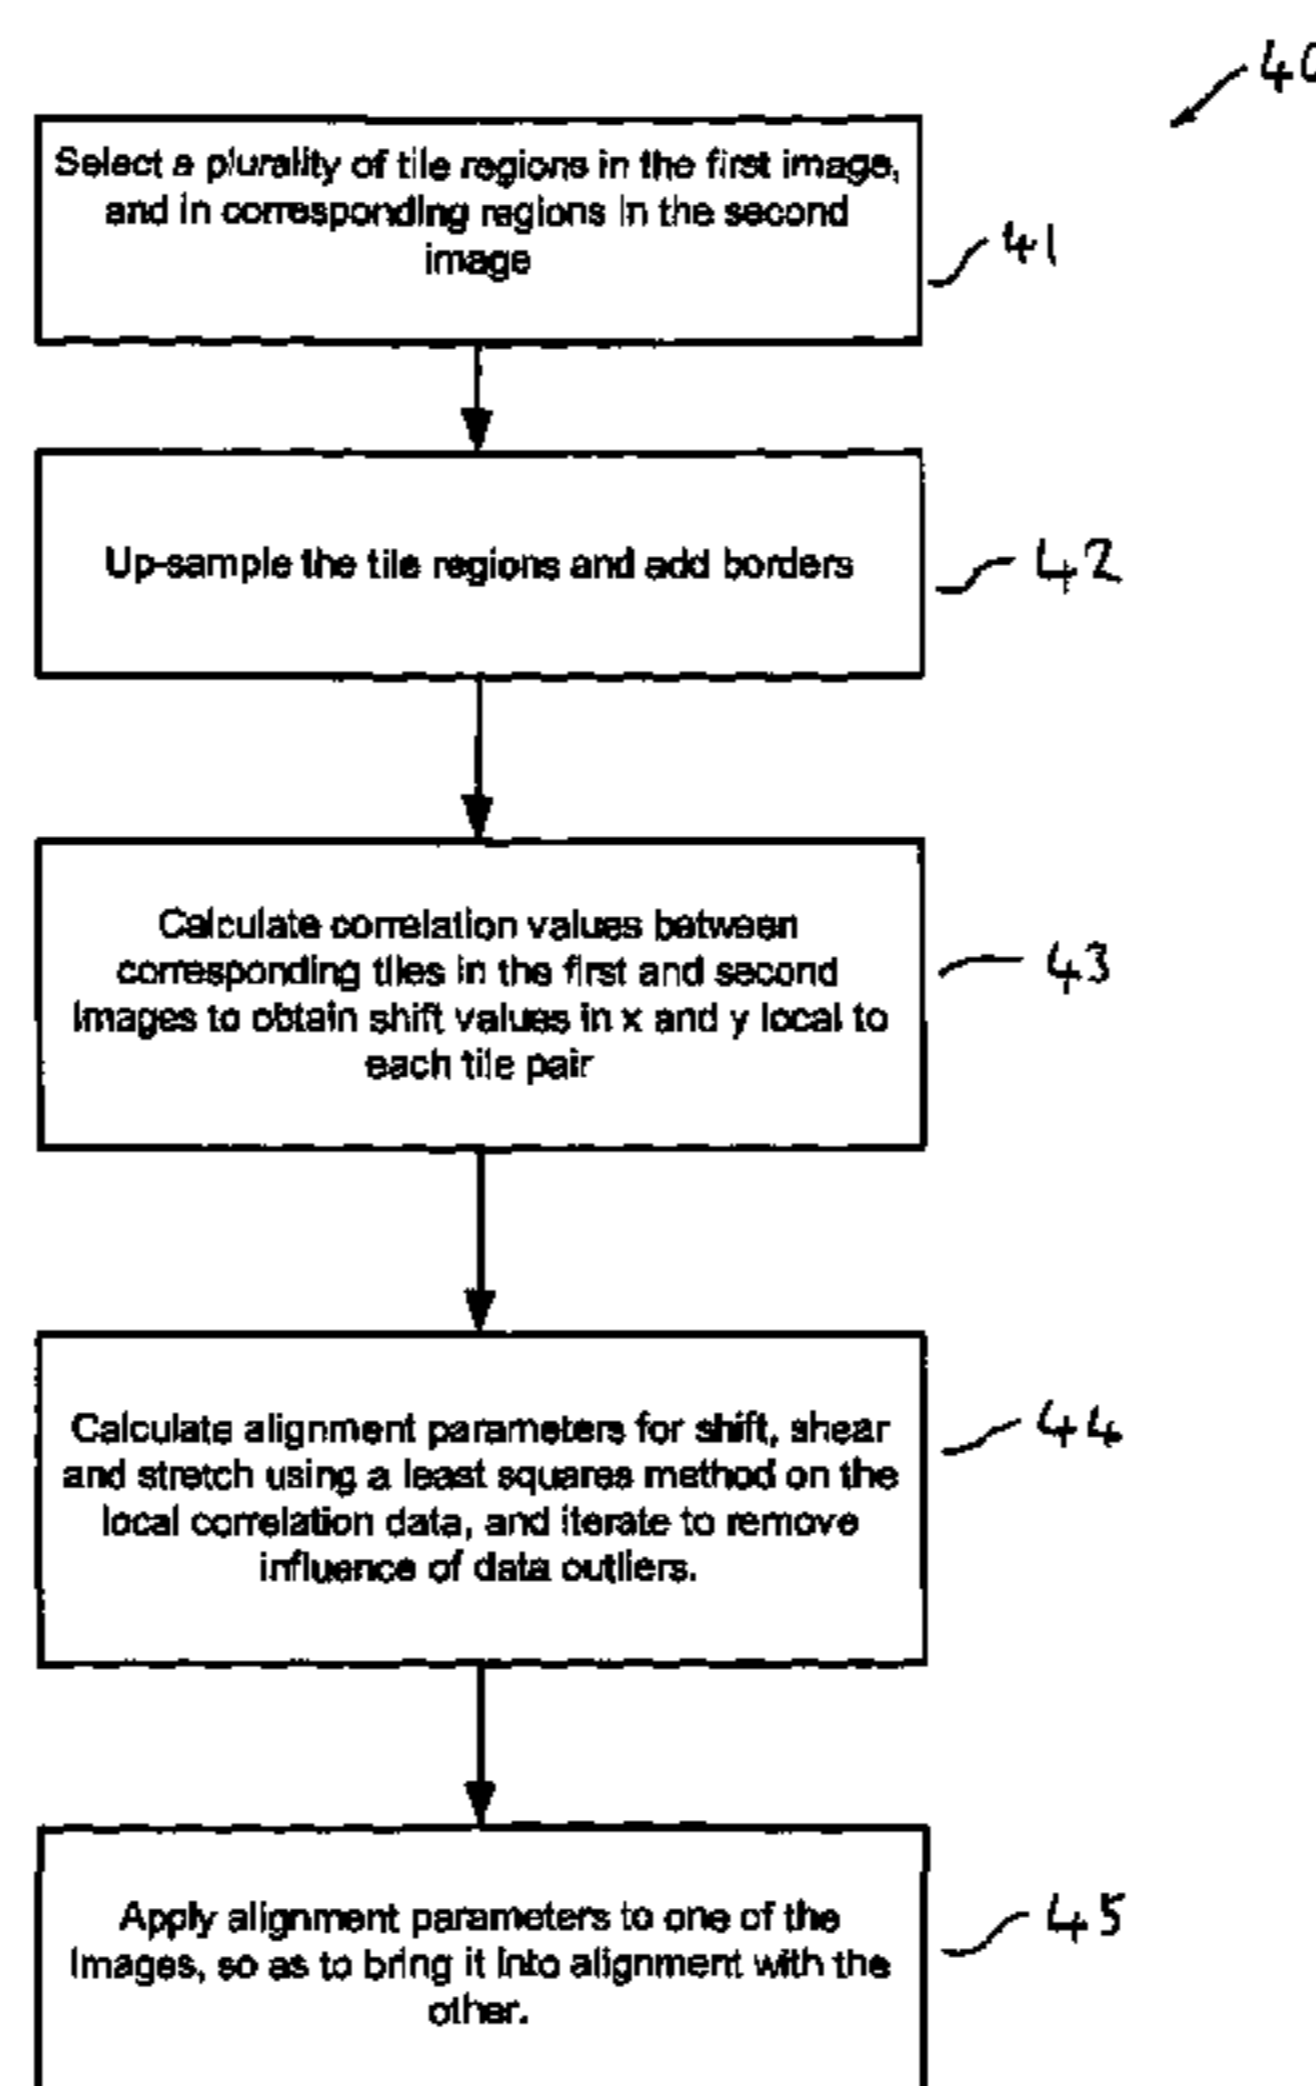 40
Select a plurality of tile regions in the first image,
and in corresponding regions in the second
image
41
Up-sample the tile regions and add borders
42
Calculate correlation values between
corresponding tiles in the first and second
images to obtain shift values in x and y local to
each tile pair
43
Calculate alignment parameters for shift, shear
and stretch using a least squares method on the
local correlation data, and iterate to remove
influence of data outliers.
44
Apply alignment parameters to one of the
images, so as to bring it into alignment with the
other.
45